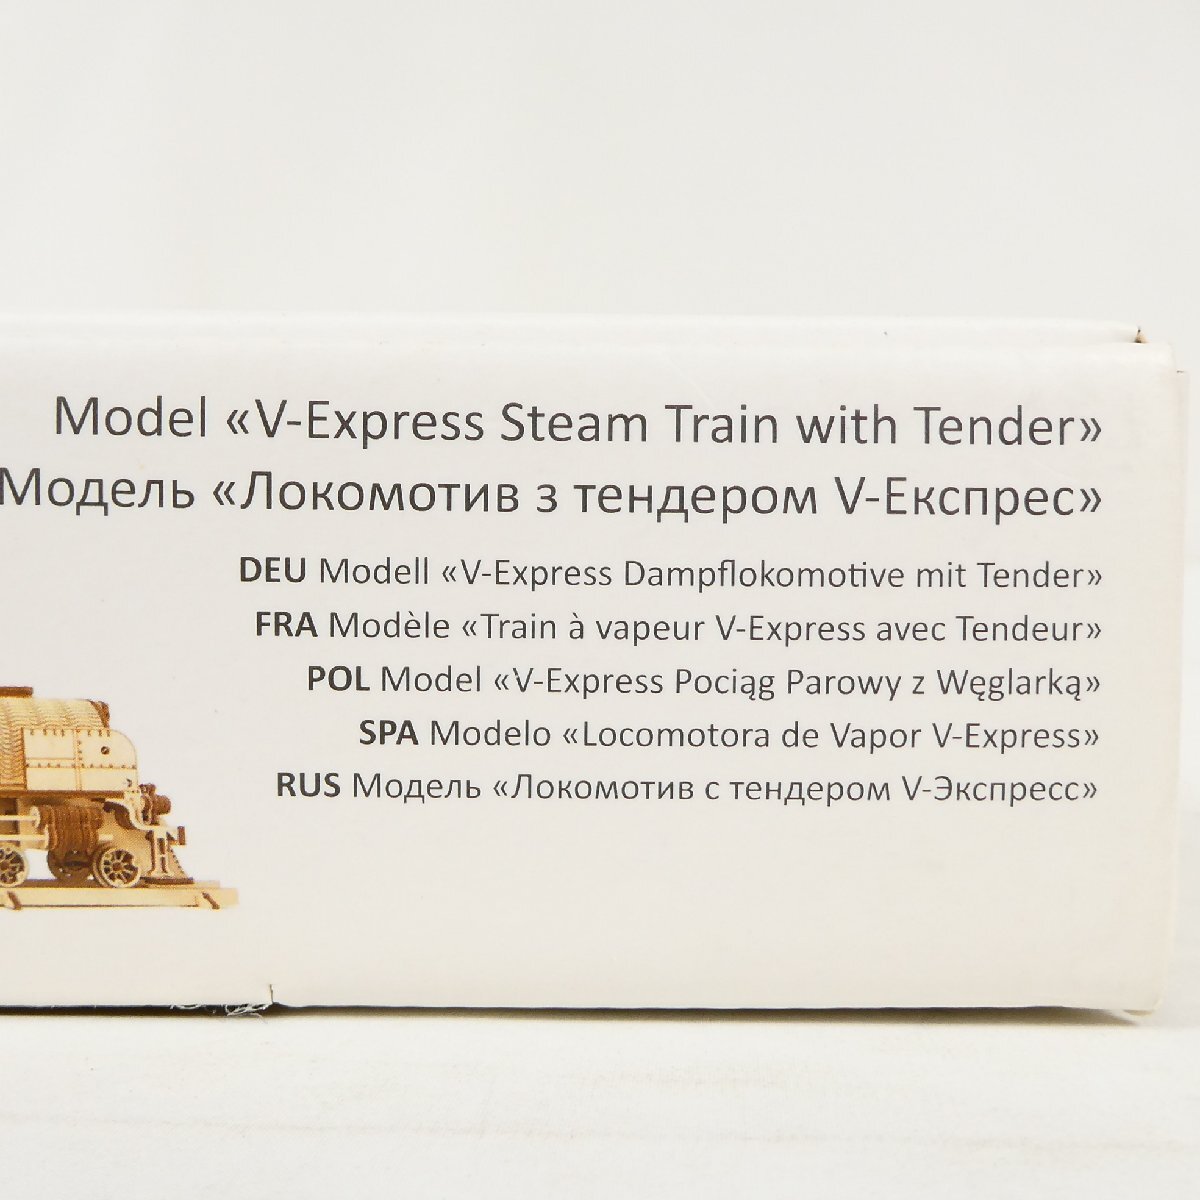 Model «V-Express Steam Train with Tender»
Модель «Локомотив з тендером V-Експрес»
DEU Modell «V-Express Dampflokomotive mit Tender»
FRA Modèle «Train à vapeur V-Express avec Tendeur»
POL Model «V-Express Pociąg Parowy z Węglarką»
SPA Modelo «Locomotora de Vapor V-Express»
RUS Модель «Локомотив с тендером V-Экспресс»